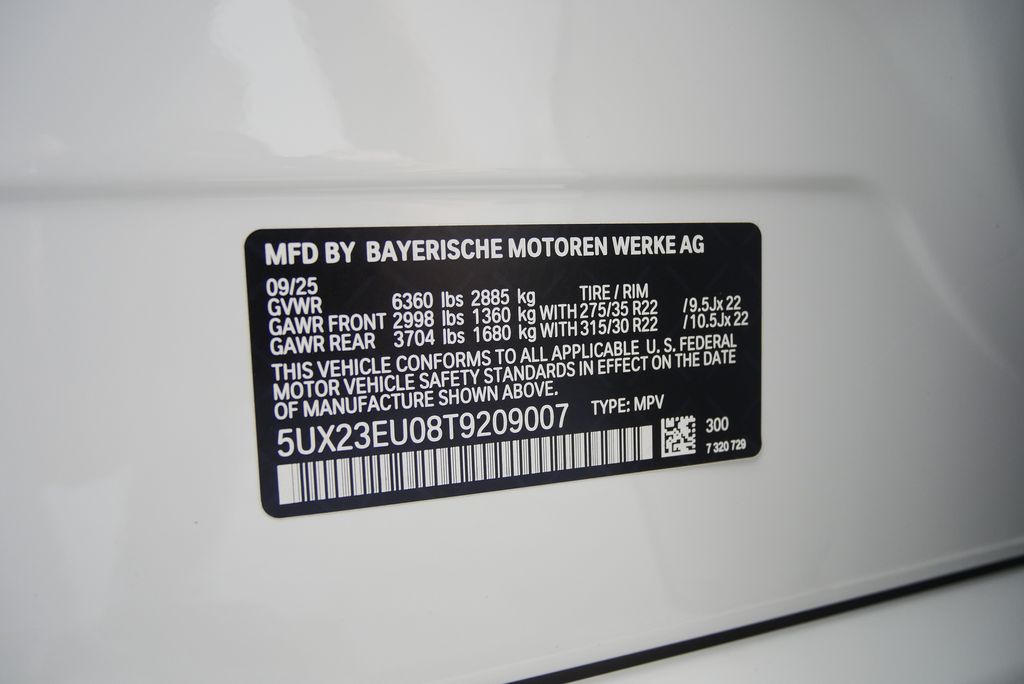 MFD BY BAYERISCHE MOTOREN WERKE AG
09/25
GVWR 6360 lbs 2885 kg TIRE / RIM
GAWR FRONT 2998 lbs 1360 kg WITH 275/35 R22 /9.5Jx 22
GAWR REAR 3704 lbs 1680 kg WITH 315/30 R22 /10.5Jx 22
THIS VEHICLE CONFORMS TO ALL APPLICABLE U. S. FEDERAL
MOTOR VEHICLE SAFETY STANDARDS IN EFFECT ON THE DATE
OF MANUFACTURE SHOWN ABOVE.
5UX23EU08T9209007 TYPE: MPV
300
7 320 729